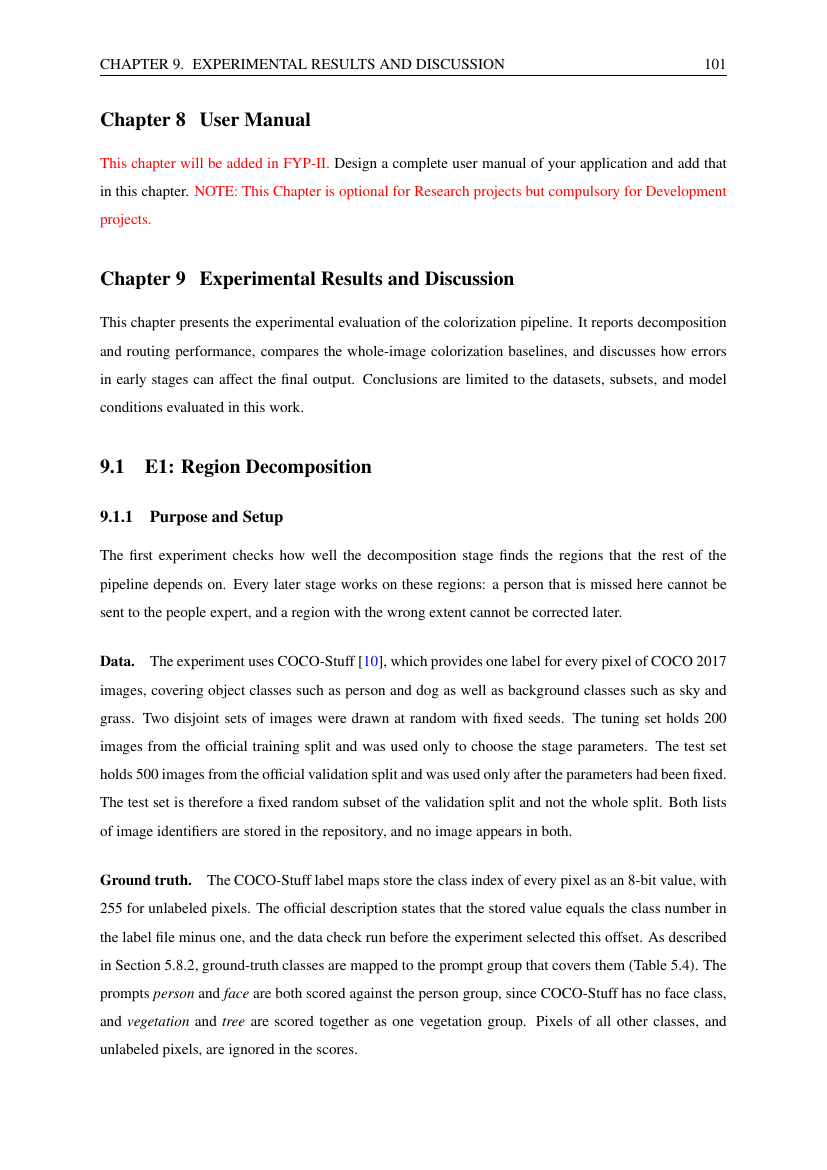 CHAPTER 9. EXPERIMENTAL RESULTS AND DISCUSSION 101
Chapter 8 User Manual
This chapter will be added in FYP-II. Design a complete user manual of your application and add that
in this chapter. NOTE: This Chapter is optional for Research projects but compulsory for Development
projects.
Chapter 9 Experimental Results and Discussion
This chapter presents the experimental evaluation of the colorization pipeline. It reports decomposition
and routing performance, compares the whole-image colorization baselines, and discusses how errors
in early stages can affect the final output. Conclusions are limited to the datasets, subsets, and model
conditions evaluated in this work.
9.1 E1: Region Decomposition
9.1.1 Purpose and Setup
The first experiment checks how well the decomposition stage finds the regions that the rest of the
pipeline depends on. Every later stage works on these regions: a person that is missed here cannot be
sent to the people expert, and a region with the wrong extent cannot be corrected later.
Data. The experiment uses COCO-Stuff [10], which provides one label for every pixel of COCO 2017
images, covering object classes such as person and dog as well as background classes such as sky and
grass. Two disjoint sets of images were drawn at random with fixed seeds. The tuning set holds 200
images from the official training split and was used only to choose the stage parameters. The test set
holds 500 images from the official validation split and was used only after the parameters had been fixed.
The test set is therefore a fixed random subset of the validation split and not the whole split. Both lists
of image identifiers are stored in the repository, and no image appears in both.
Ground truth. The COCO-Stuff label maps store the class index of every pixel as an 8-bit value, with
255 for unlabeled pixels. The official description states that the stored value equals the class number in
the label file minus one, and the data check run before the experiment selected this offset. As described
in Section 5.8.2, ground-truth classes are mapped to the prompt group that covers them (Table 5.4). The
prompts person and face are both scored against the person group, since COCO-Stuff has no face class,
and vegetation and tree are scored together as one vegetation group. Pixels of all other classes, and
unlabeled pixels, are ignored in the scores.